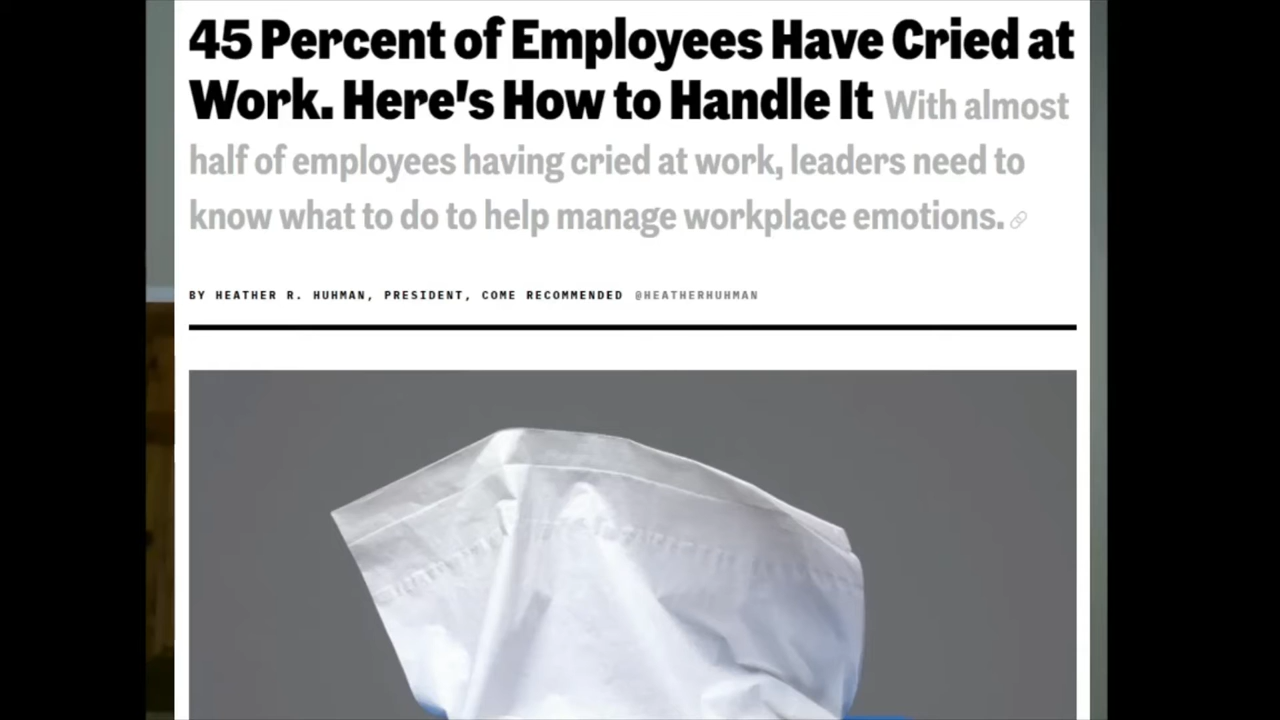 45 Percent of Employees Have Cried at
Work. Here's How to Handle It With almost
half of employees having cried at work, leaders need to
know what to do to help manage workplace emotions.
BY HEATHER R. HUHMAN, PRESIDENT, COME RECOMMENDED @HEATHERHUHMAN